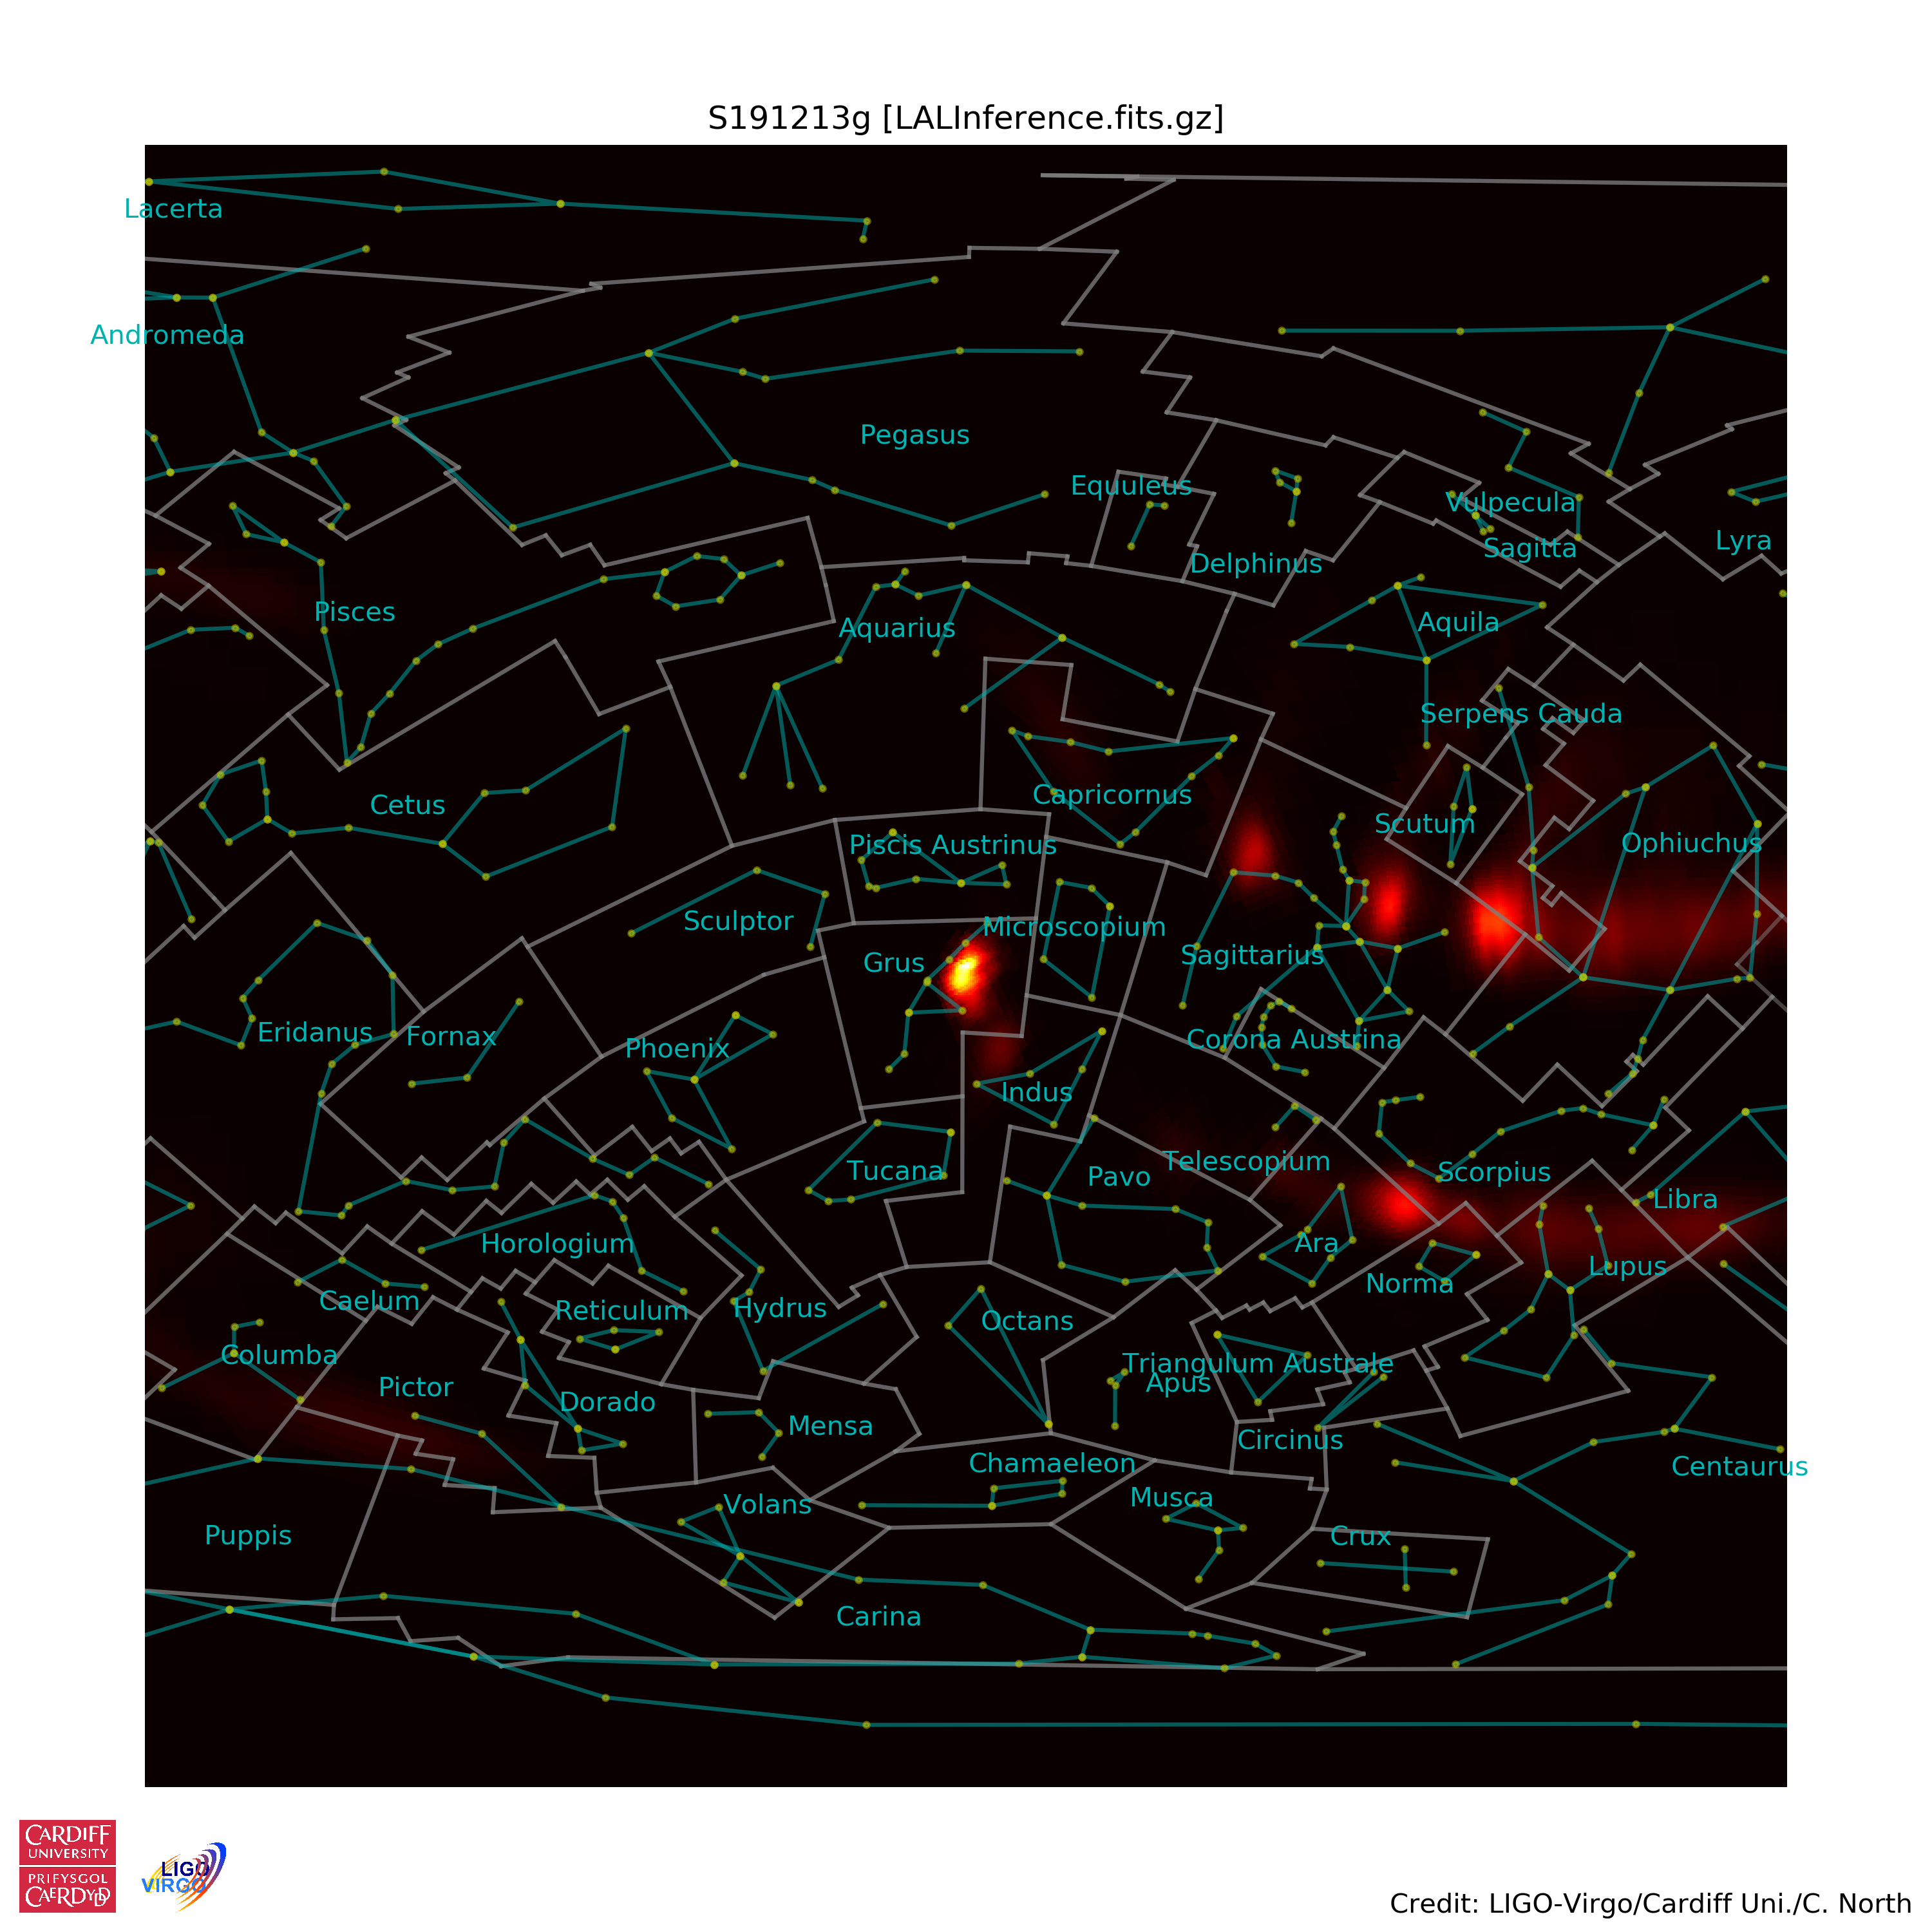 S191213g [LALInference.fits.gz]
Lacerta
Andromeda
Pegasus
Equuleus
Vulpecula
Sagitta
Lyra
Delphinus
Pisces
Aquarius
Aquila
Serpens Cauda
Cetus
Capricornus
Scutum
Piscis Austrinus
Ophiuchus
Sculptor
Microscopium
Grus
Sagittarius
Eridanus
Fornax
Phoenix
Corona Austrina
Indus
Tucana
Pavo
Telescopium
Scorpius
Libra
Horologium
Ara
Norma
Lupus
Caelum
Reticulum
Hydrus
Octans
Columba
Pictor
Triangulum Australe
Apus
Dorado
Mensa
Circinus
Chamaeleon
Centaurus
Volans
Musca
Puppis
Crux
Carina
CARDIFF
UNIVERSITY
PRIFYSGOL
CAERDYDD
LIGO
VIRGO
Credit: LIGO-Virgo/Cardiff Uni./C. North